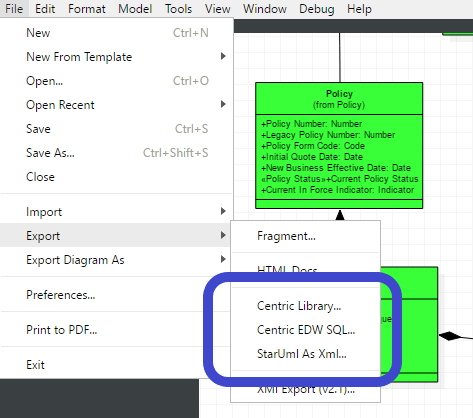 File Edit Format Model Tools View Window Debug Help
New Ctrl+N
New From Template
Open... Ctrl+O
Open Recent
Save Ctrl+S
Save As... Ctrl+Shift+S
Close
Import
Export
Export Diagram As
Preferences...
Print to PDF...
Exit
Fragment...
HTML Docs
Centric Library...
Centric EDW SQL...
StarUml As Xml...
XMI Export (v2.1)...
Policy
(from Policy)
+Policy Number: Number
+Legacy Policy Number: Number
+Policy Form Code: Code
+Initial Quote Date: Date
+New Business Effective Date: Date
«Policy Status»+Current Policy Status
+Current In Force Indicator: Indicator